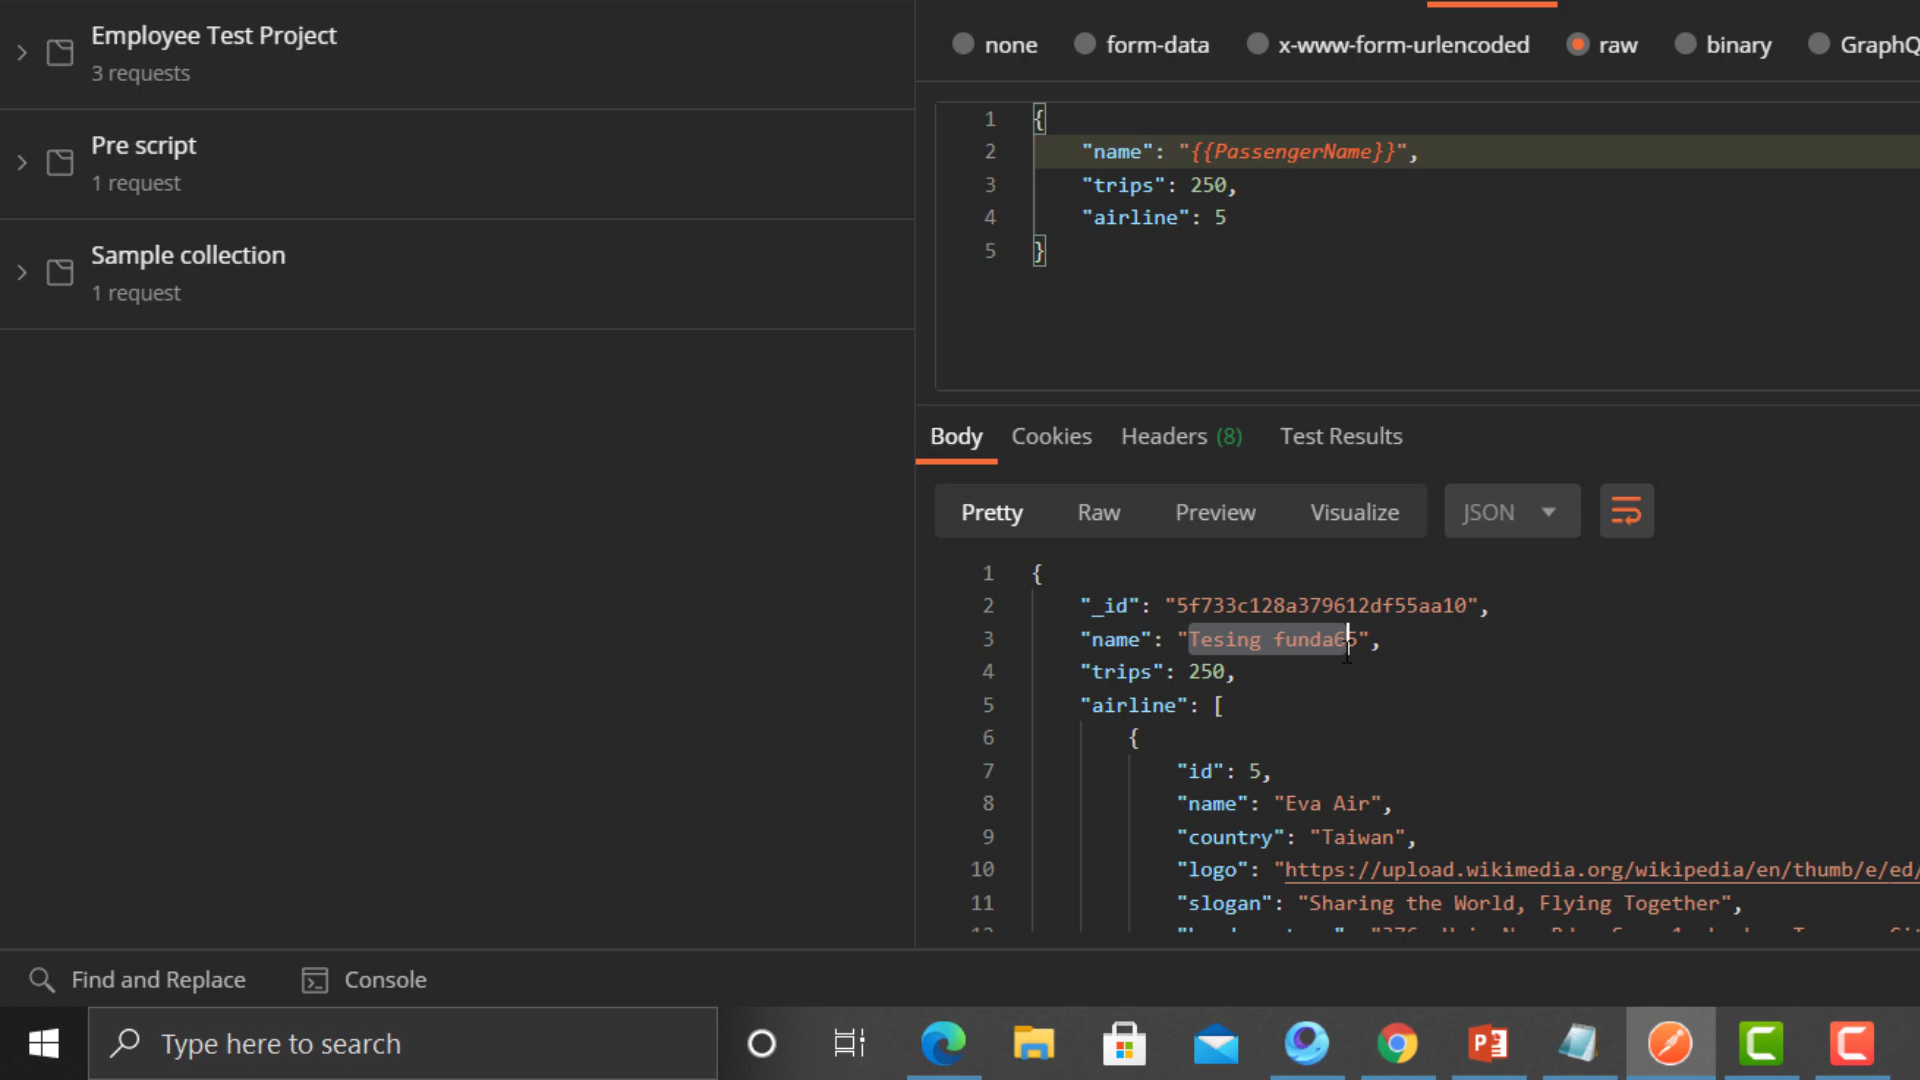 Employee Test Project
3 requests
Pre script
1 request
Sample collection
1 request
none form-data x-www-form-urlencoded raw binary GraphQ
1 {
2 "name": "{{PassengerName}}",
3 "trips": 250,
4 "airline": 5
5 }
Body Cookies Headers (8) Test Results
Pretty Raw Preview Visualize JSON
1 {
2 "_id": "5f733c128a379612df55aa10",
3 "name": "Tesing funda65",
4 "trips": 250,
5 "airline": [
6 {
7 "id": 5,
8 "name": "Eva Air",
9 "country": "Taiwan",
10 "logo": "https://upload.wikimedia.org/wikipedia/en/thumb/e/ed/
11 "slogan": "Sharing the World, Flying Together",
Find and Replace Console
Type here to search